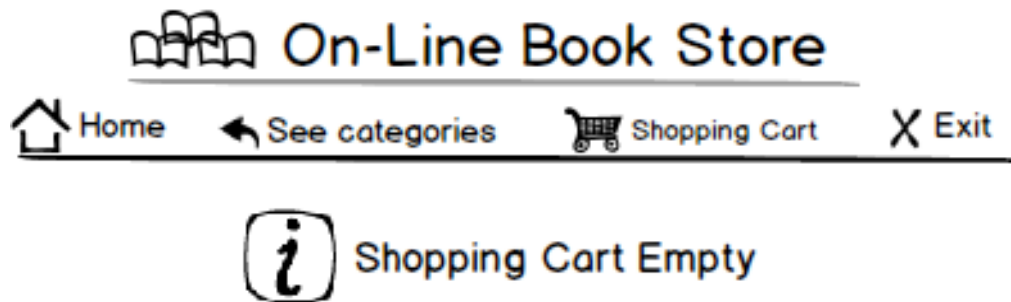 On-Line Book Store
Home See categories Shopping Cart X Exit
i Shopping Cart Empty